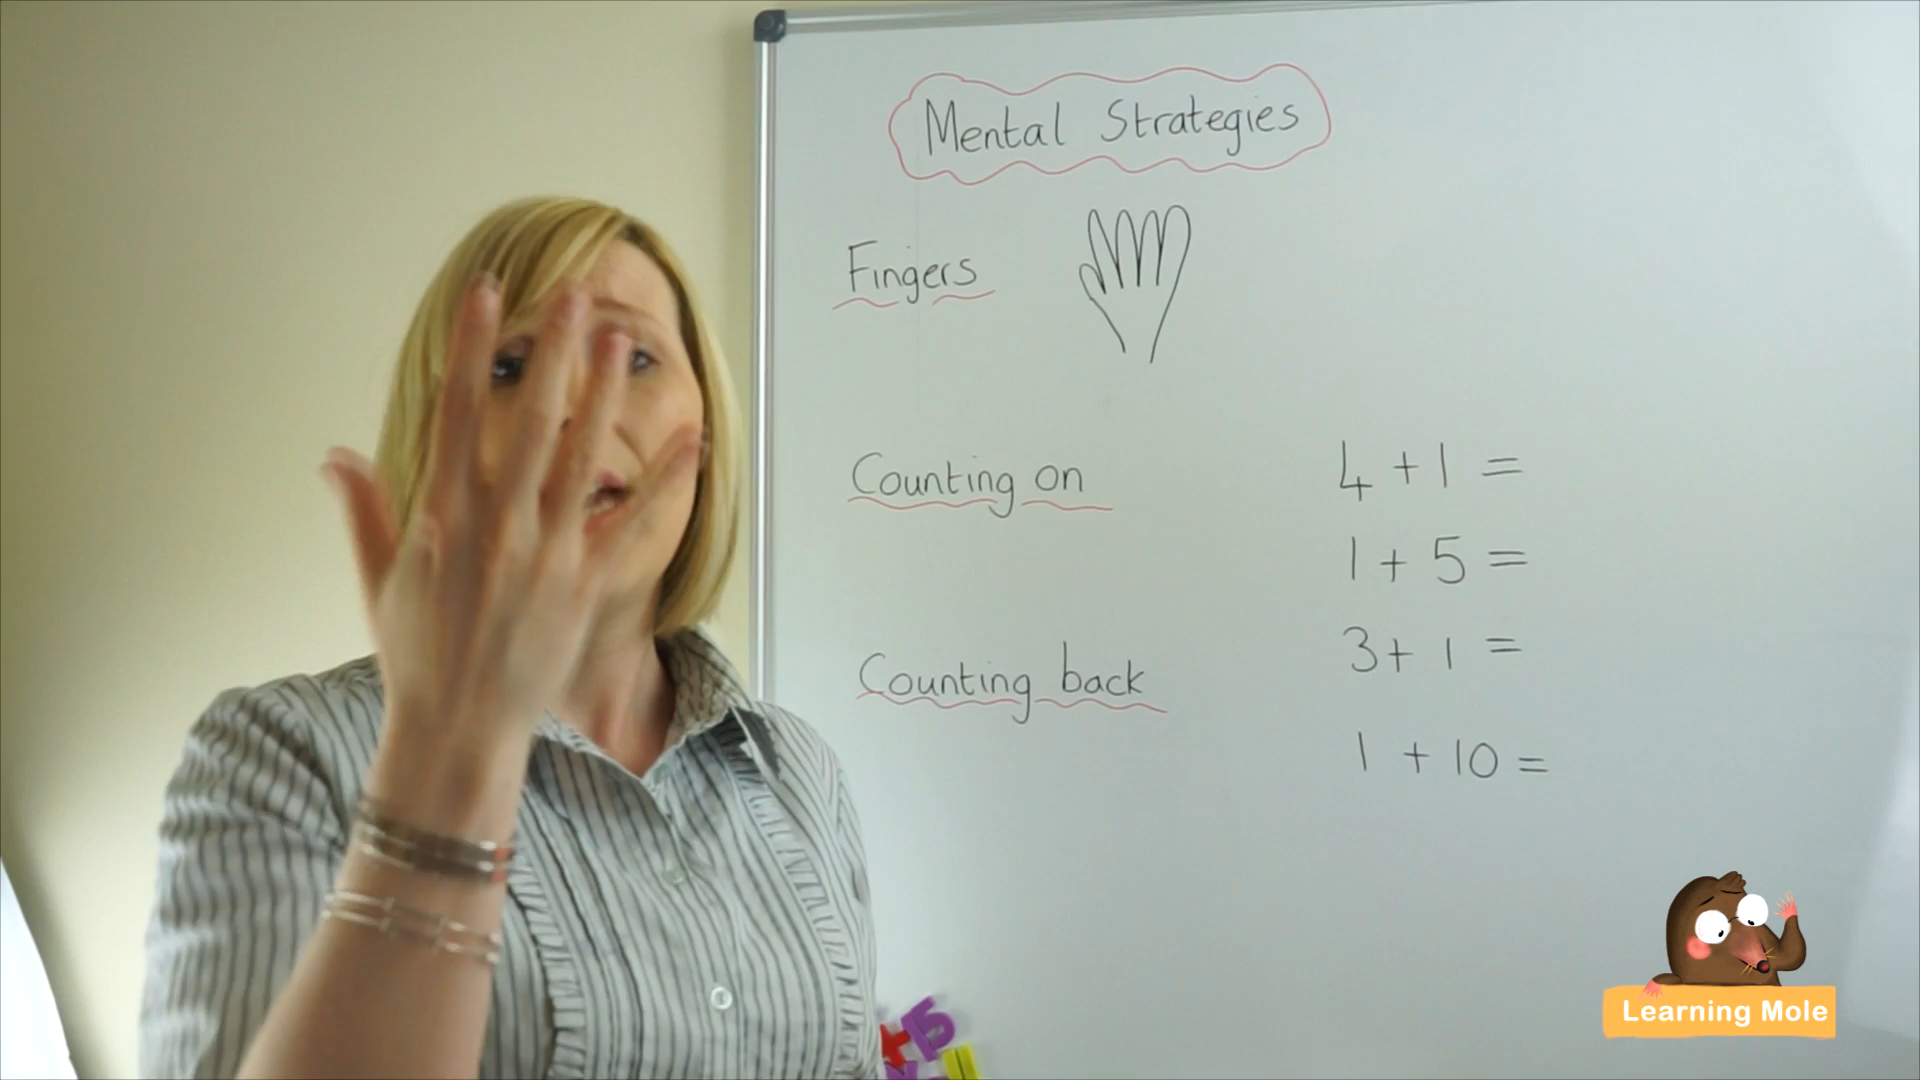 Mental Strategies
Fingers
Counting on
4 + 1 =
1 + 5 =
Counting back
3 + 1 =
1 + 10 =
Learning Mole